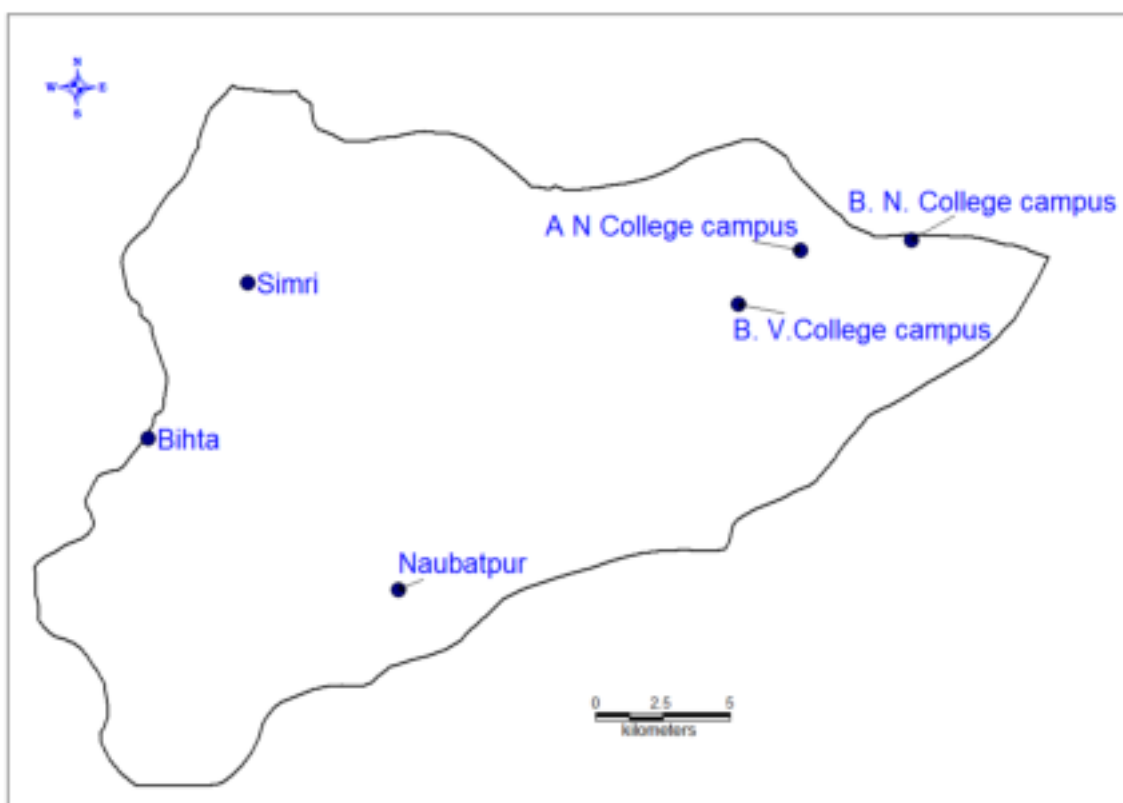 N
W E
S
B. N. College campus
A N College campus
Simri
B. V.College campus
Bihta
Naubatpur
0 2.5 5
kilometers